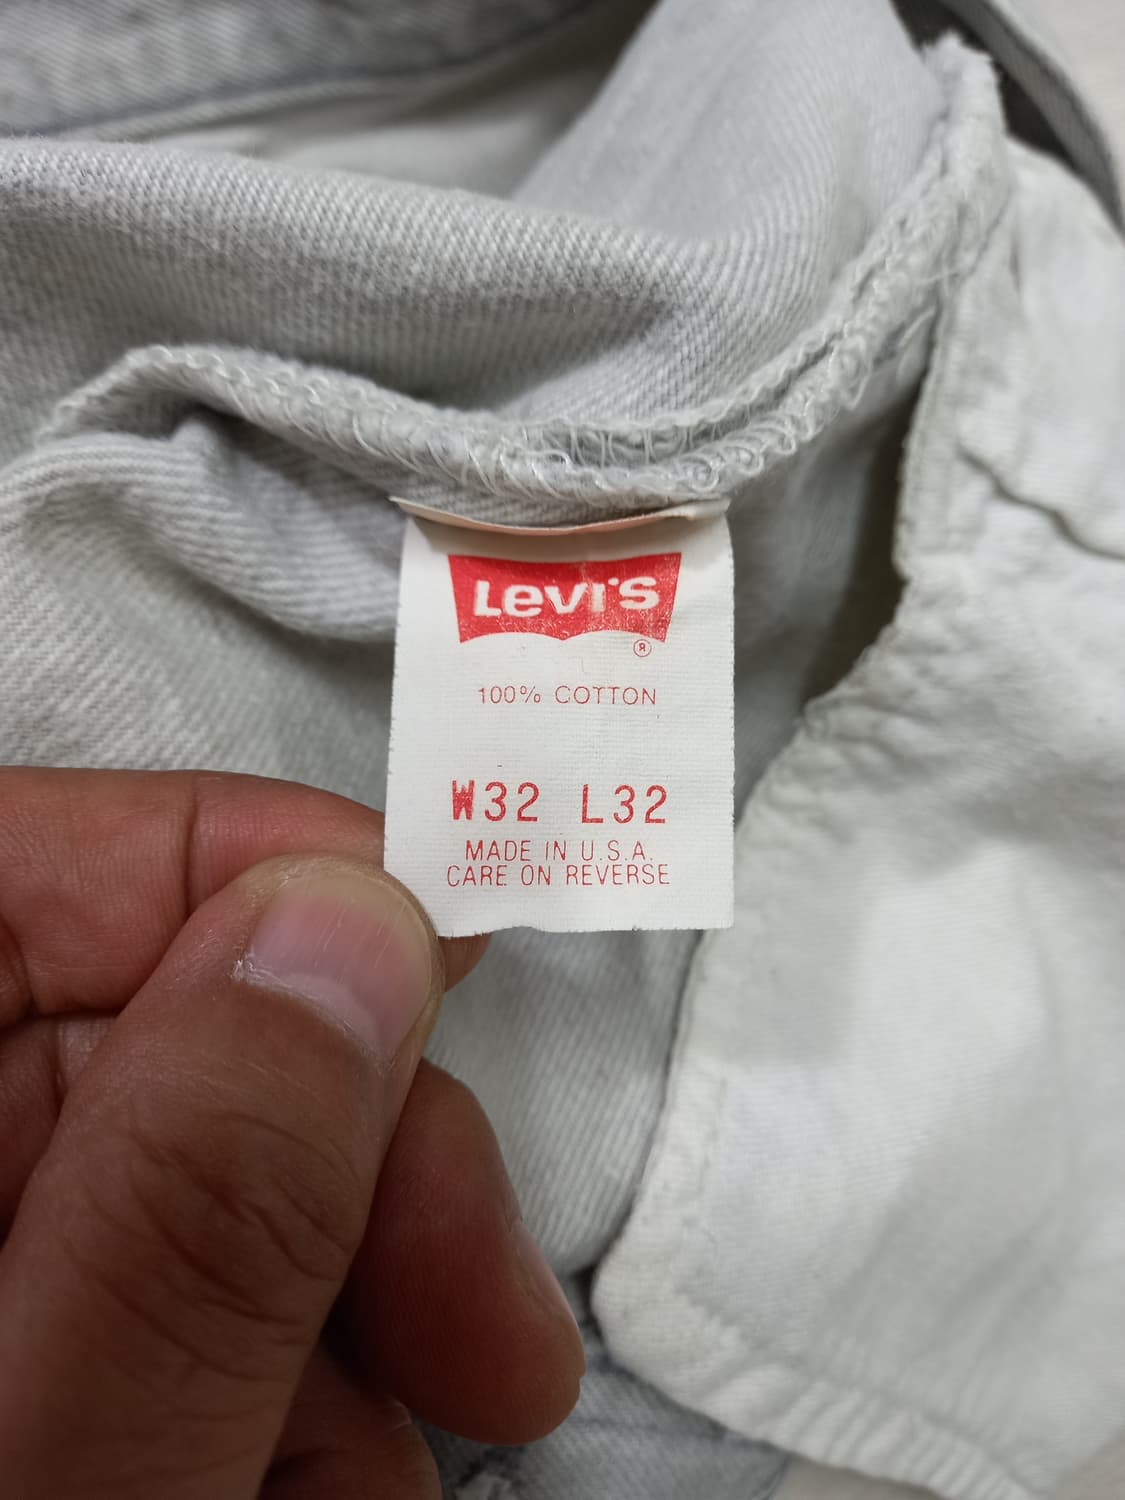 Levi's
®
100% COTTON
W32 L32
MADE IN U.S.A.
CARE ON REVERSE